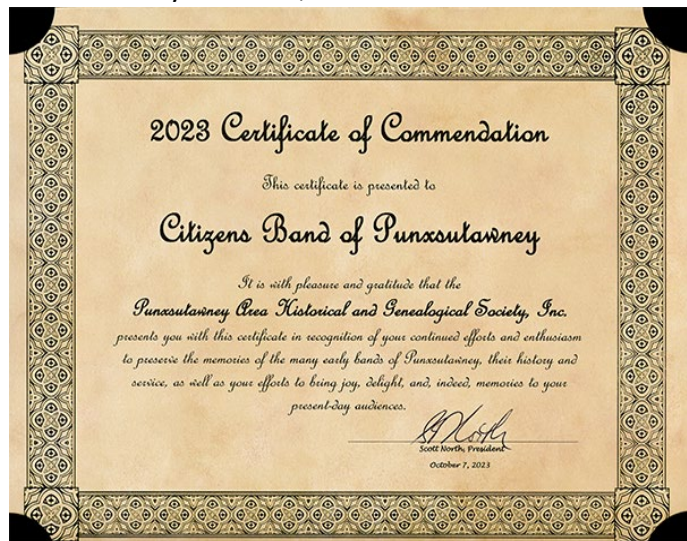 2023 Certificate of Commendation
This certificate is presented to
Citizens Band of Punxsutawney
It is with pleasure and gratitude that the
Punxsutawney Area Historical and Genealogical Society, Inc.
presents you with this certificate in recognition of your continued efforts and enthusiasm
to preserve the memories of the many early bands of Punxsutawney, their history and
service, as well as your efforts to bring joy, delight, and, indeed, memories to your
present-day audiences.
Scott North, President
October 7, 2023